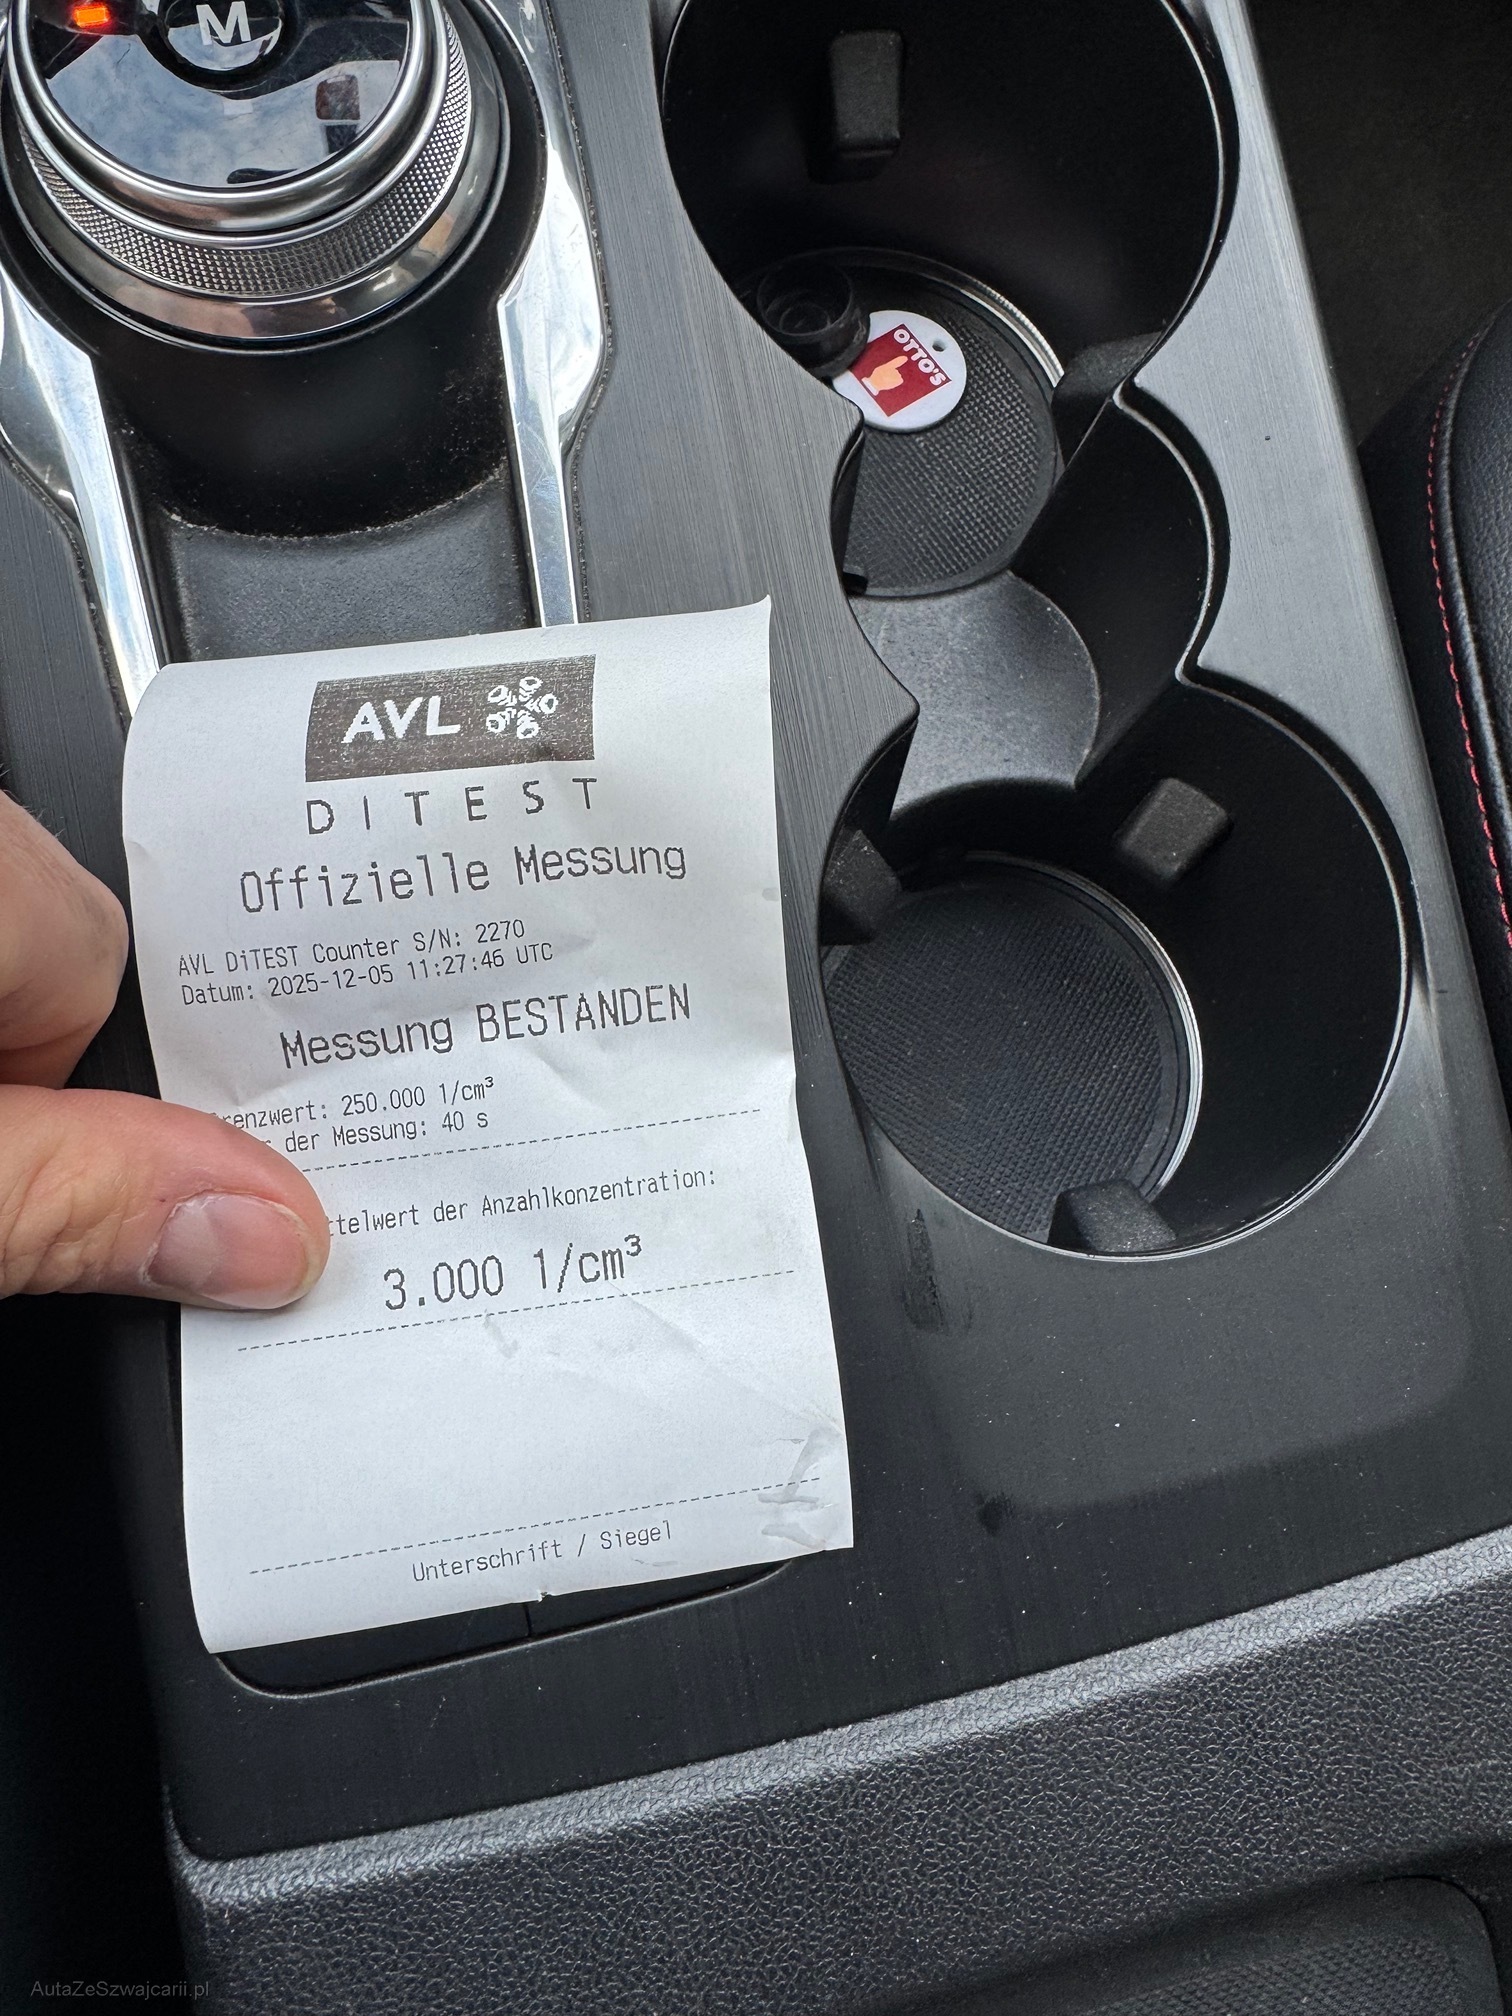 M
OTTO'S
AVL
DITEST
Offizielle Messung
AVL DiTEST Counter S/N: 2270
Datum: 2025-12-05 11:27:46 UTC
Messung BESTANDEN
renzwert: 250.000 1/cm³
der Messung: 40 s
ttelwert der Anzahlkonzentration:
3.000 1/cm³
Unterschrift / Siegel
AutaZeSzwajcarii.pl